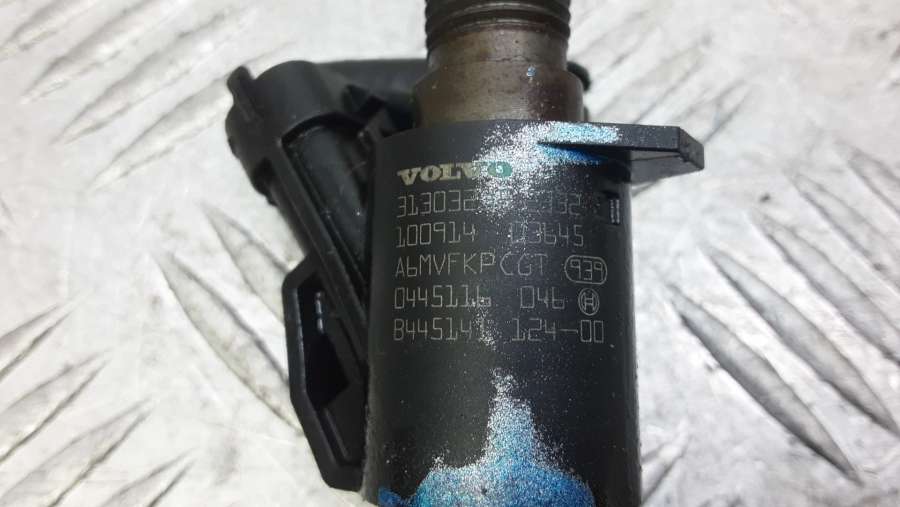 VOLVO
100914 03645
A6MVFKPCGT 939
0445116 046 H
124-00